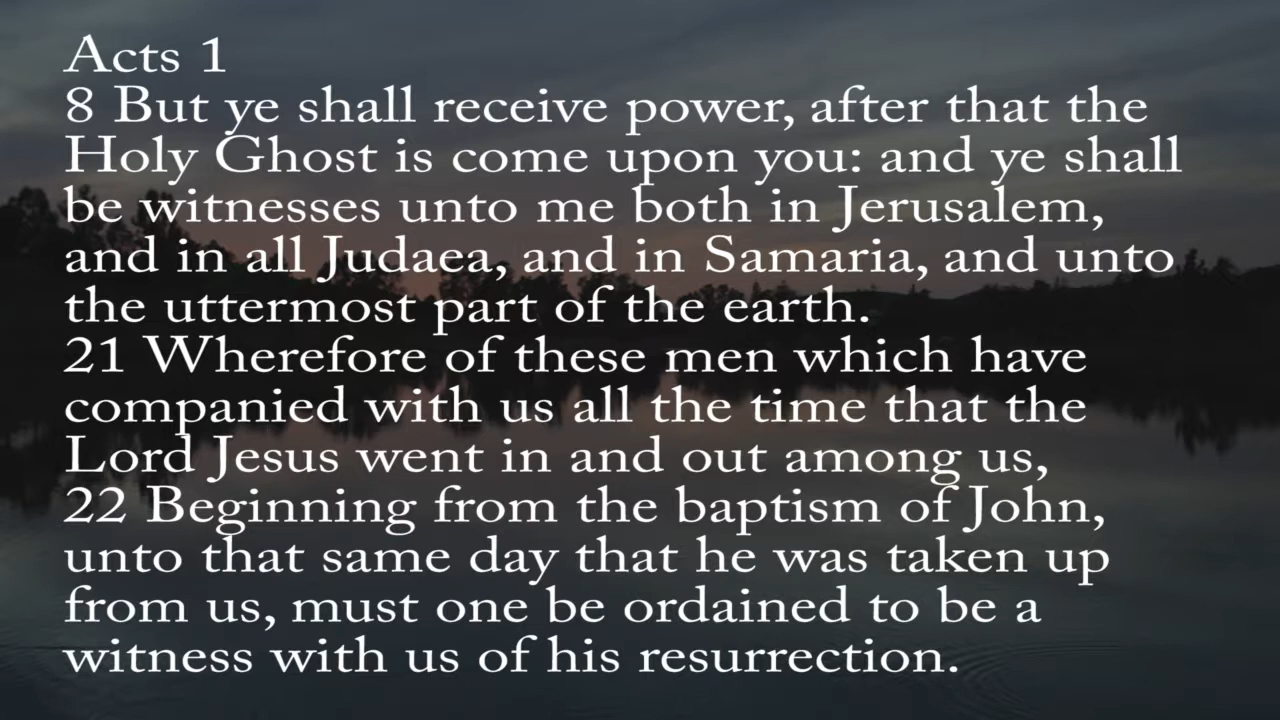 Acts 1
8 But ye shall receive power, after that the
Holy Ghost is come upon you: and ye shall
be witnesses unto me both in Jerusalem,
and in all Judaea, and in Samaria, and unto
the uttermost part of the earth.
21 Wherefore of these men which have
companied with us all the time that the
Lord Jesus went in and out among us,
22 Beginning from the baptism of John,
unto that same day that he was taken up
from us, must one be ordained to be a
witness with us of his resurrection.